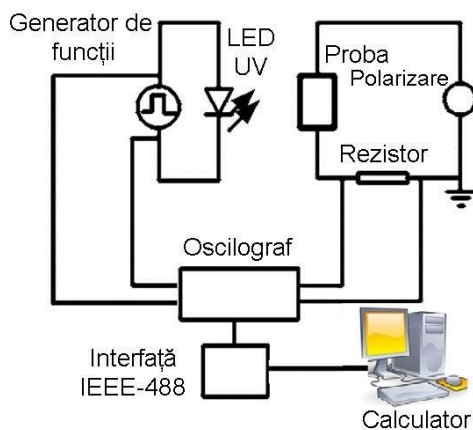 Generator de
funcții
LED
UV
Proba
Polarizare
Rezistor
Oscilograf
Interfață
IEEE-488
Calculator